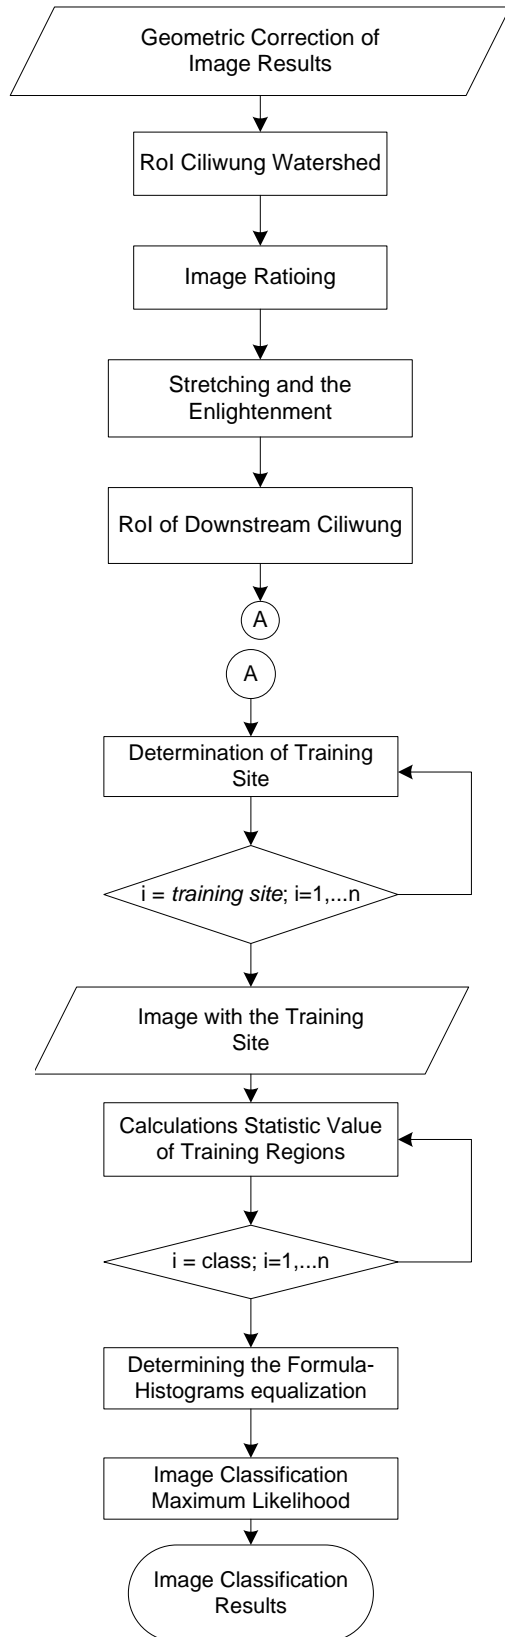 Geometric Correction of
Image Results
RoI Ciliwung Watershed
Image Ratioing
Stretching and the
Enlightenment
RoI of Downstream Ciliwung
A
A
Determination of Training
Site
i = training site; i=1,...n
Image with the Training
Site
Calculations Statistic Value
of Training Regions
i = class; i=1,...n
Determining the Formula-
Histograms equalization
Image Classification
Maximum Likelihood
Image Classification
Results